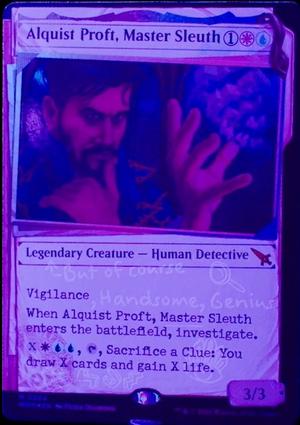 Alquist Proft, Master Sleuth 1
Legendary Creature — Human Detective
But of course
Vigilance
, Handsome, Genius
When Alquist Proft, Master Sleuth
enters the battlefield, investigate.
X, Sacrifice a Clue: You
draw X cards and gain X life.
3/3